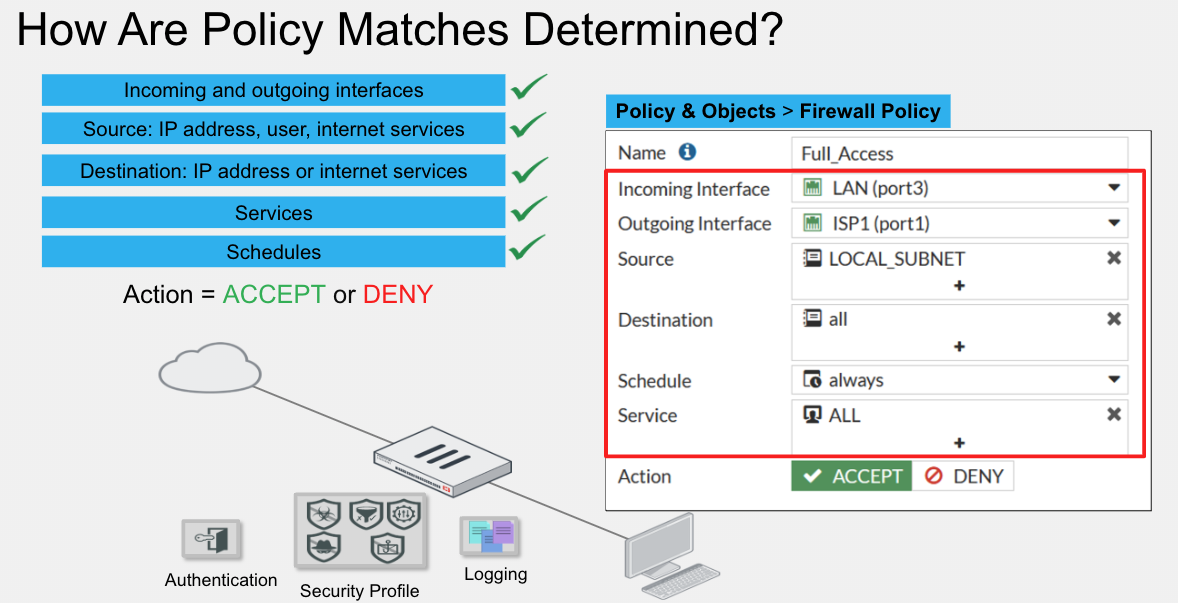 How Are Policy Matches Determined?
Incoming and outgoing interfaces
Source: IP address, user, internet services
Destination: IP address or internet services
Services
Schedules
Action = ACCEPT or DENY
Authentication
Security Profile
Logging
Policy & Objects > Firewall Policy
Name Full_Access
Incoming Interface LAN (port3)
Outgoing Interface ISP1 (port1)
Source LOCAL_SUBNET
+
Destination all
+
Schedule always
Service ALL
+
Action ACCEPT DENY